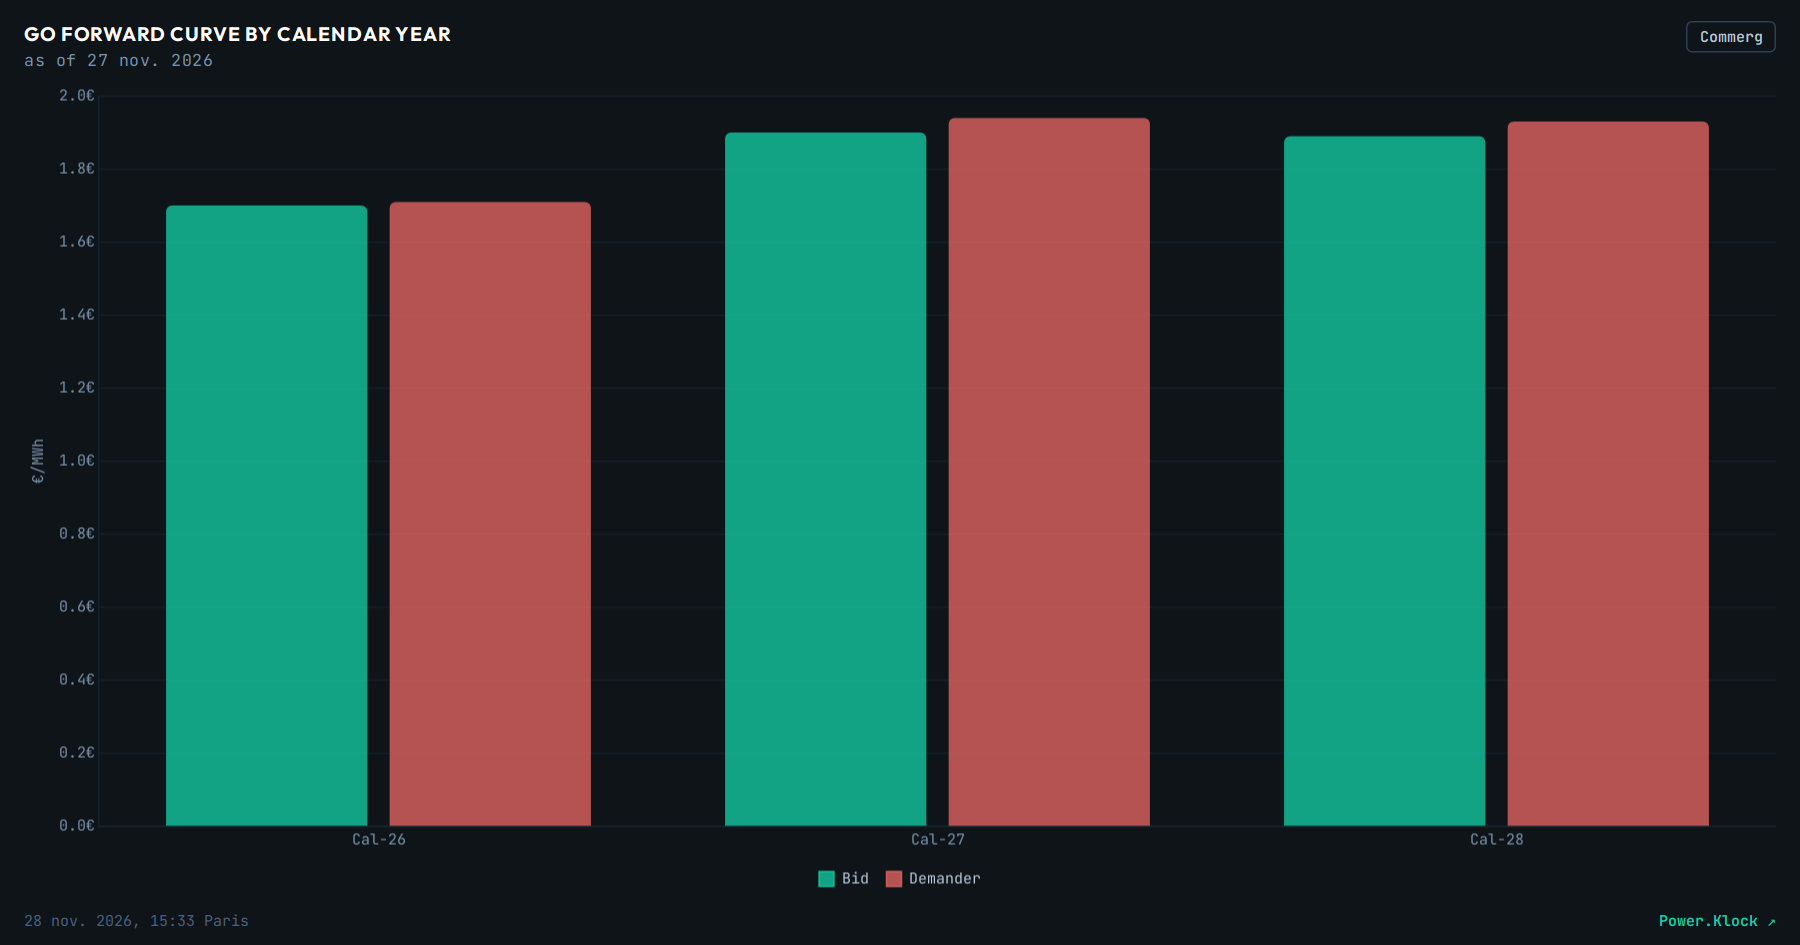 GO FORWARD CURVE BY CALENDAR YEAR
as of 27 nov. 2026
Commerg
2.0€
1.8€
1.6€
1.4€
1.2€
1.0€
0.8€
0.6€
0.4€
0.2€
0.0€
€/MWh
Cal-26 Cal-27 Cal-28
Bid Demander
28 nov. 2026, 15:33 Paris
Power.Klock ↗